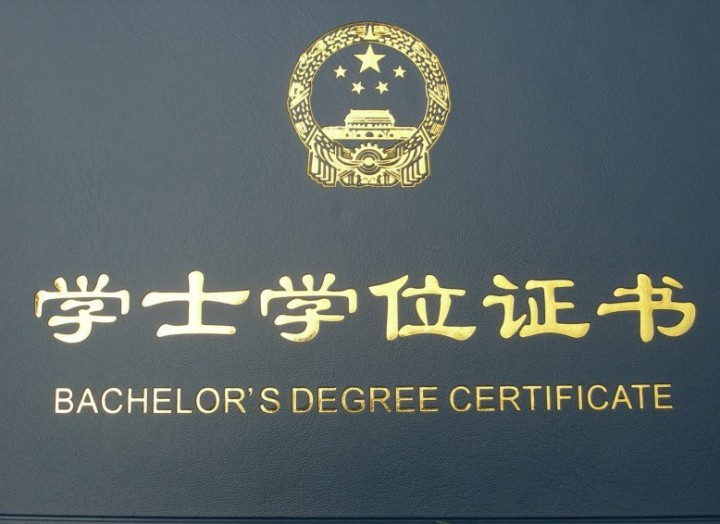 学士学位证书
BACHELOR'S DEGREE CERTIFICATE